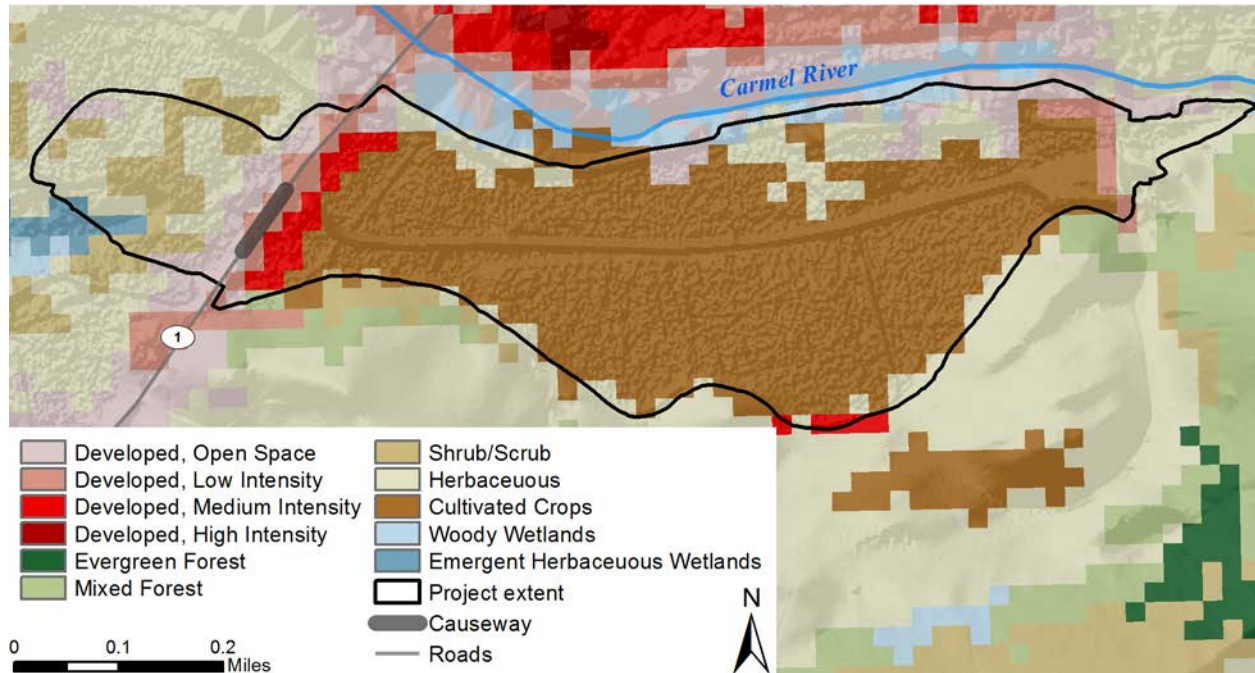 Carmel River
1
Developed, Open Space
Developed, Low Intensity
Developed, Medium Intensity
Developed, High Intensity
Evergreen Forest
Mixed Forest
Shrub/Scrub
Herbaceuous
Cultivated Crops
Woody Wetlands
Emergent Herbaceuous Wetlands
Project extent
Causeway
Roads
N
0 0.1 0.2
Miles